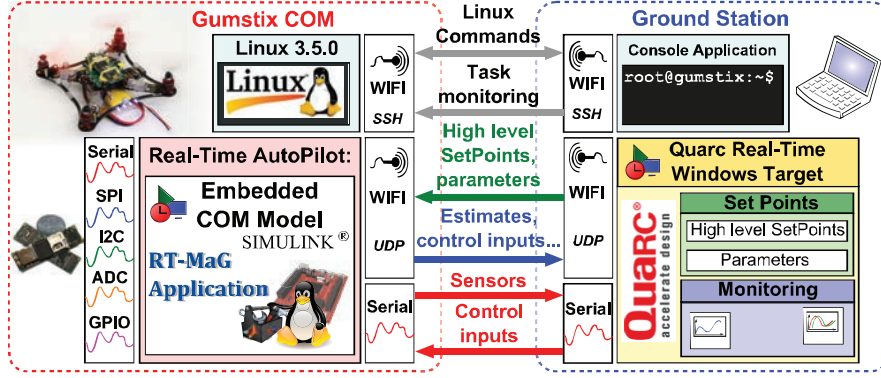 Gumstix COM
Linux 3.5.0
Linux
WIFI
SSH
Linux
Commands
Task
monitoring
Ground Station
WIFI
SSH
Console Application
root@gumstix:~$
Serial
SPI
I2C
ADC
GPIO
Real-Time AutoPilot:
Embedded
COM Model
SIMULINK ®
RT-MaG
Application
WIFI
UDP
Serial
High level
SetPoints,
parameters
Estimates,
control inputs...
Sensors
Control
inputs
WIFI
UDP
Serial
Quarc Real-Time
Windows Target
QUARC®
accelerate design
Set Points
High level SetPoints
Parameters
Monitoring